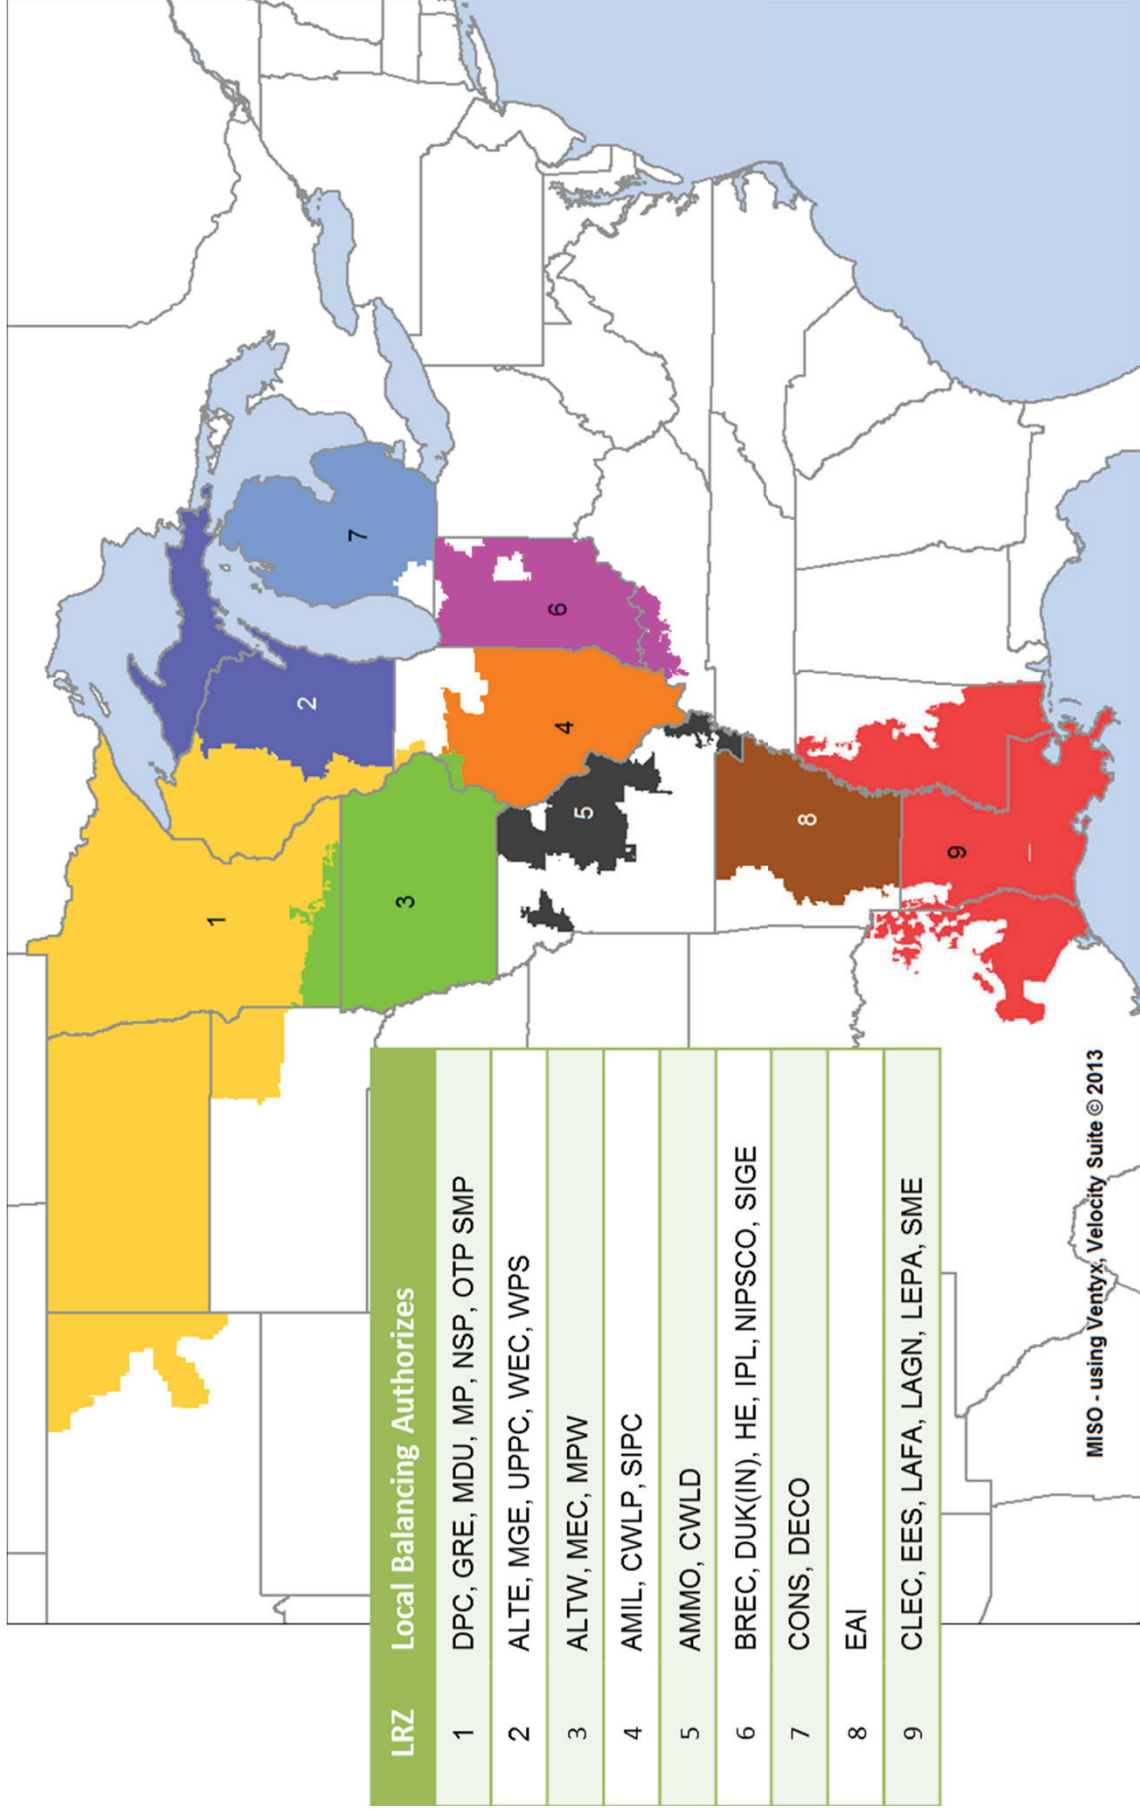 LRZ Local Balancing Authorizes
1 DPC, GRE, MDU, MP, NSP, OTP SMP
2 ALTE, MGE, UPPC, WEC, WPS
3 ALTW, MEC, MPW
4 AMIL, CWLP, SIPC
5 AMMO, CWLD
6 BREC, DUK(IN), HE, IPL, NIPSCO, SIGE
7 CONS, DECO
8 EAI
9 CLEC, EES, LAFA, LAGN, LEPA, SME
1
2
3
4
5
6
7
8
9
MISO - using Ventyx, Velocity Suite © 2013